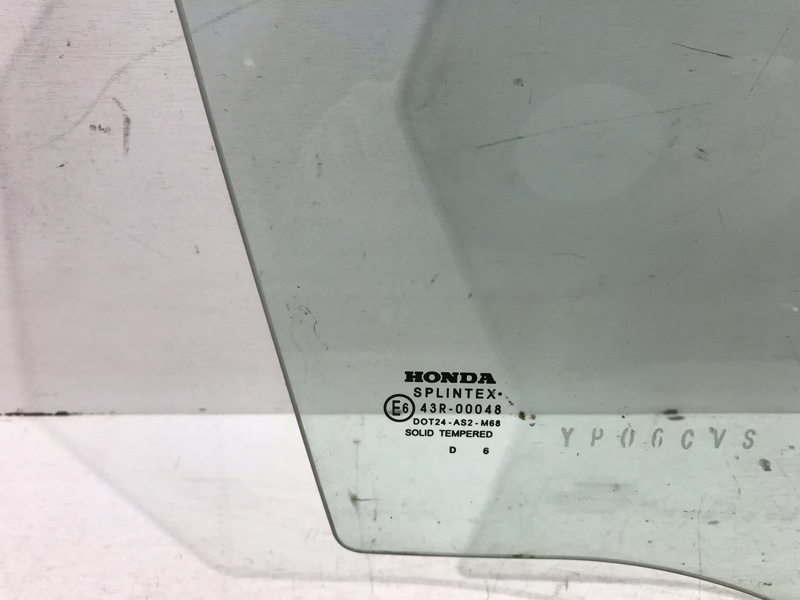 HONDA
SPLINTEX
E6 43R-00048
DOT24-AS2-M68
SOLID TEMPERED
D 6
YP06CVS